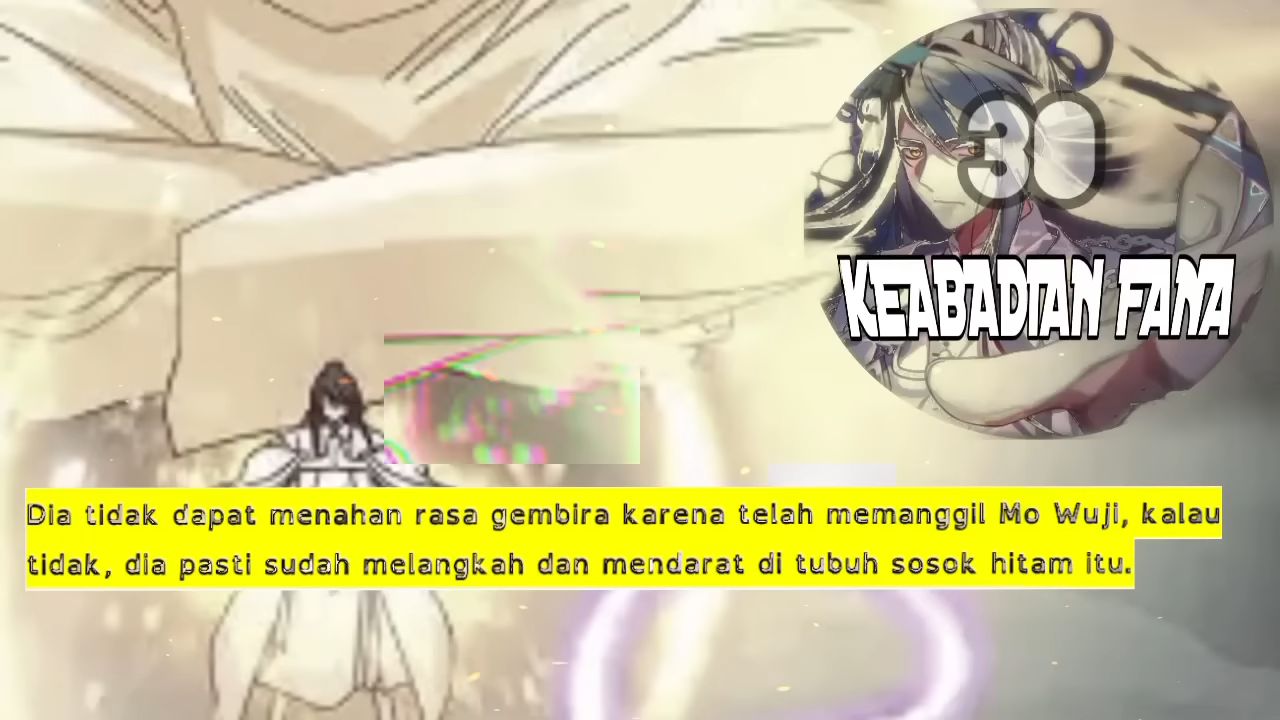 30
KEABADIAN FANA
Dia tidak dapat menahan rasa gembira karena telah memanggil Mo Wuji, kalau
tidak, dia pasti sudah melangkah dan mendarat di tubuh sosok hitam itu.